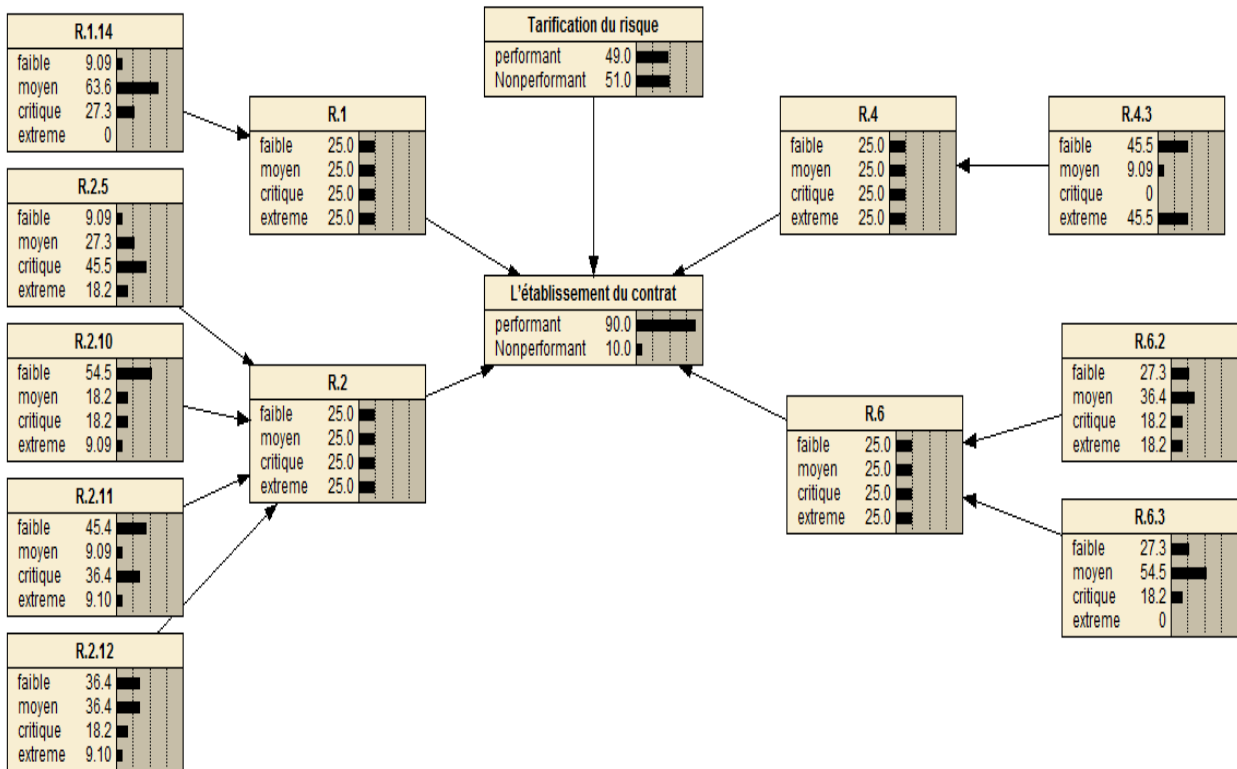 R.1.14
faible 9.09
moyen 63.6
critique 27.3
extreme 0
Tarification du risque
performant 49.0
Nonperformant 51.0
R.1
faible 25.0
moyen 25.0
critique 25.0
extreme 25.0
R.4
faible 25.0
moyen 25.0
critique 25.0
extreme 25.0
R.4.3
faible 45.5
moyen 9.09
critique 0
extreme 45.5
R.2.5
faible 9.09
moyen 27.3
critique 45.5
extreme 18.2
L'établissement du contrat
performant 90.0
Nonperformant 10.0
R.2.10
faible 54.5
moyen 18.2
critique 18.2
extreme 9.09
R.2
faible 25.0
moyen 25.0
critique 25.0
extreme 25.0
R.6
faible 25.0
moyen 25.0
critique 25.0
extreme 25.0
R.6.2
faible 27.3
moyen 36.4
critique 18.2
extreme 18.2
R.2.11
faible 45.4
moyen 9.09
critique 36.4
extreme 9.10
R.6.3
faible 27.3
moyen 54.5
critique 18.2
extreme 0
R.2.12
faible 36.4
moyen 36.4
critique 18.2
extreme 9.10